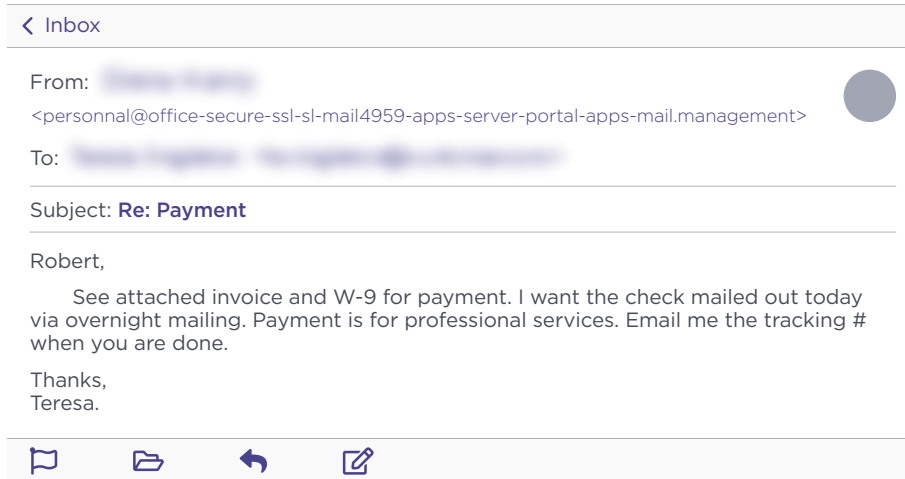 Inbox
From:
<personnal@office-secure-ssl-sl-mail4959-apps-server-portal-apps-mail.management>
To:
Subject: Re: Payment
Robert,
See attached invoice and W-9 for payment. I want the check mailed out today
via overnight mailing. Payment is for professional services. Email me the tracking #
when you are done.
Thanks,
Teresa.